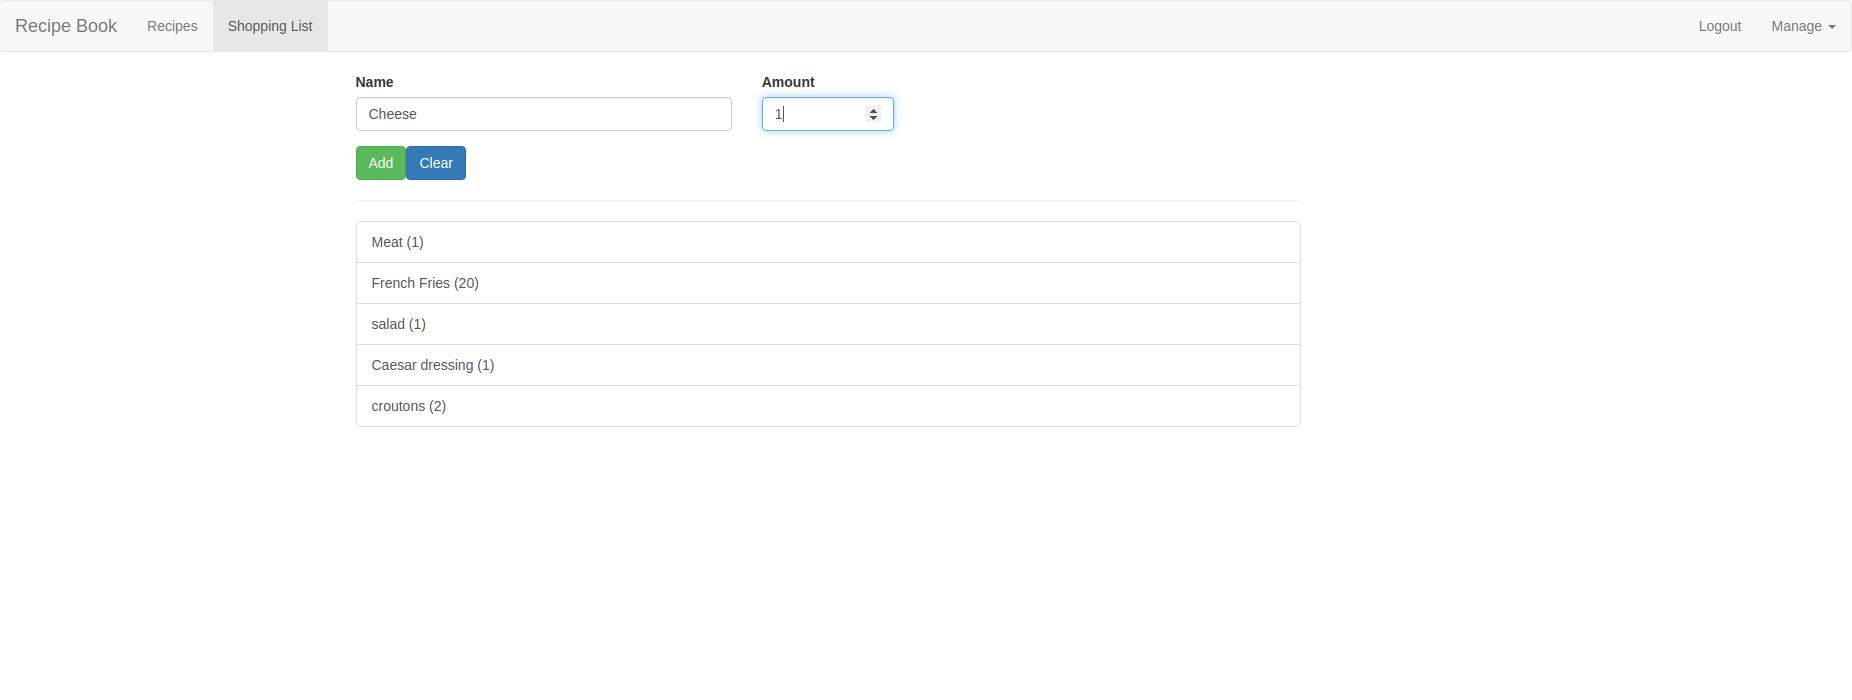 Recipe Book Recipes Shopping List Logout Manage
Name Amount
Cheese 1
Add Clear
Meat (1)
French Fries (20)
salad (1)
Caesar dressing (1)
croutons (2)